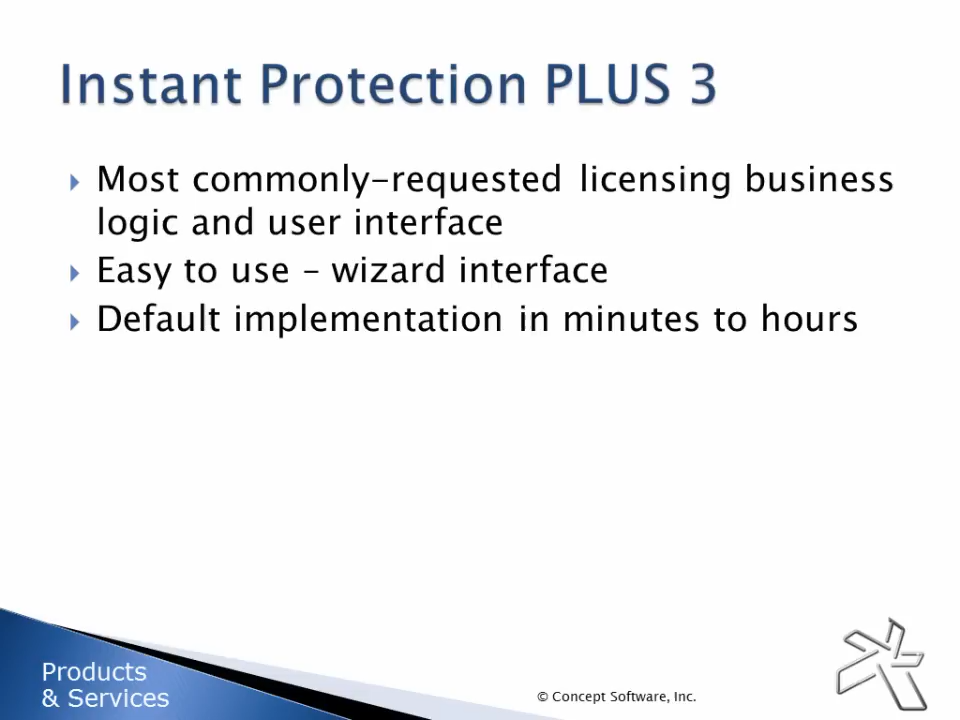 Instant Protection PLUS 3
Most commonly-requested licensing business
logic and user interface
Easy to use – wizard interface
Default implementation in minutes to hours
Products
& Services
© Concept Software, Inc.